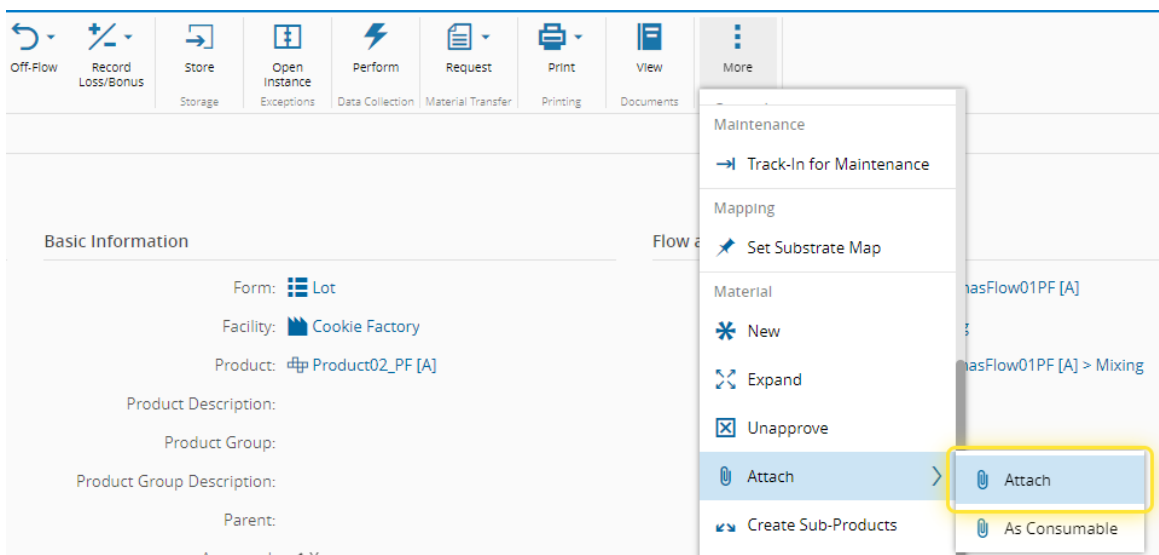 Off-Flow
Record
Loss/Bonus
Store
Open
Instance
Perform
Request
Print
View
More
Storage
Exceptions
Data Collection
Material Transfer
Printing
Documents
Maintenance
Track-In for Maintenance
Mapping
Set Substrate Map
Material
New
Expand
Unapprove
Attach
Create Sub-Products
Attach
As Consumable
Basic Information
Form: Lot
Facility: Cookie Factory
Product: Product02_PF [A]
Product Description:
Product Group:
Product Group Description:
Parent:
Flow
nasFlow01PF [A]
nasFlow01PF [A] > Mixing